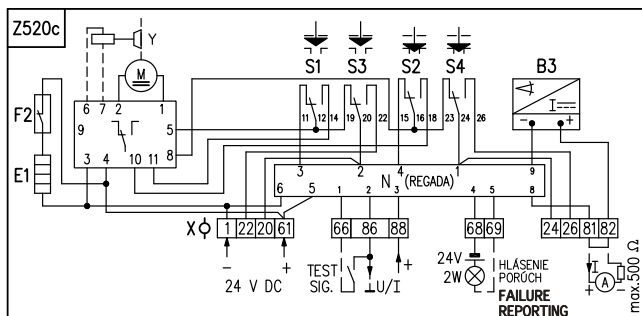 Z520c
Y
S1 S3 S2 S4 B3
M
I
F2
6 7 2 1
9 5
8
3 4 10 11
11 12 14 19 20 22 15 16 18 23 24 26
- +
E1
3 2 4 1 9
N (REGADA)
6 5 1 2 3 4 5 8
X 1 22 20 61 66 86 88 68 69 24 26 81 82
- +
24 V DC
TEST
SIG.
U/I
+
24V
2W
HLÁSENIE
PORÚCH
FAILURE
REPORTING
I
+ A -
max.500 Ω